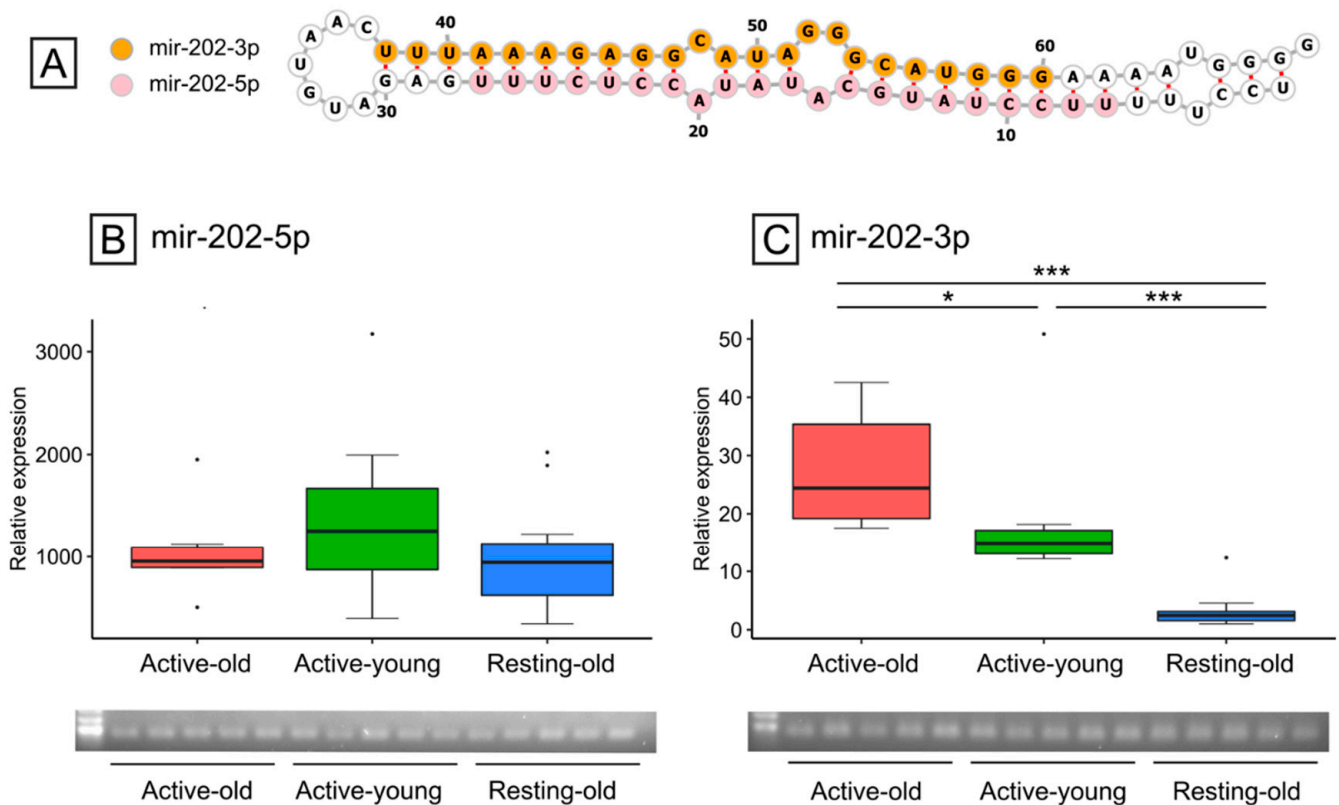 A
mir-202-3p
mir-202-5p
40
50
60
A A C U U U A A A G A G G C A U A G G G C A U G G G A A A A U G G G G
U G U A G A G U U U C U C C A U A U A C G U A U C C U U U U U C C U
30
20
10
B mir-202-5p
Relative expression
3000
2000
1000
Active-old Active-young Resting-old
Active-old Active-young Resting-old
C mir-202-3p
***
* ***
Relative expression
50
40
30
20
10
0
Active-old Active-young Resting-old
Active-old Active-young Resting-old